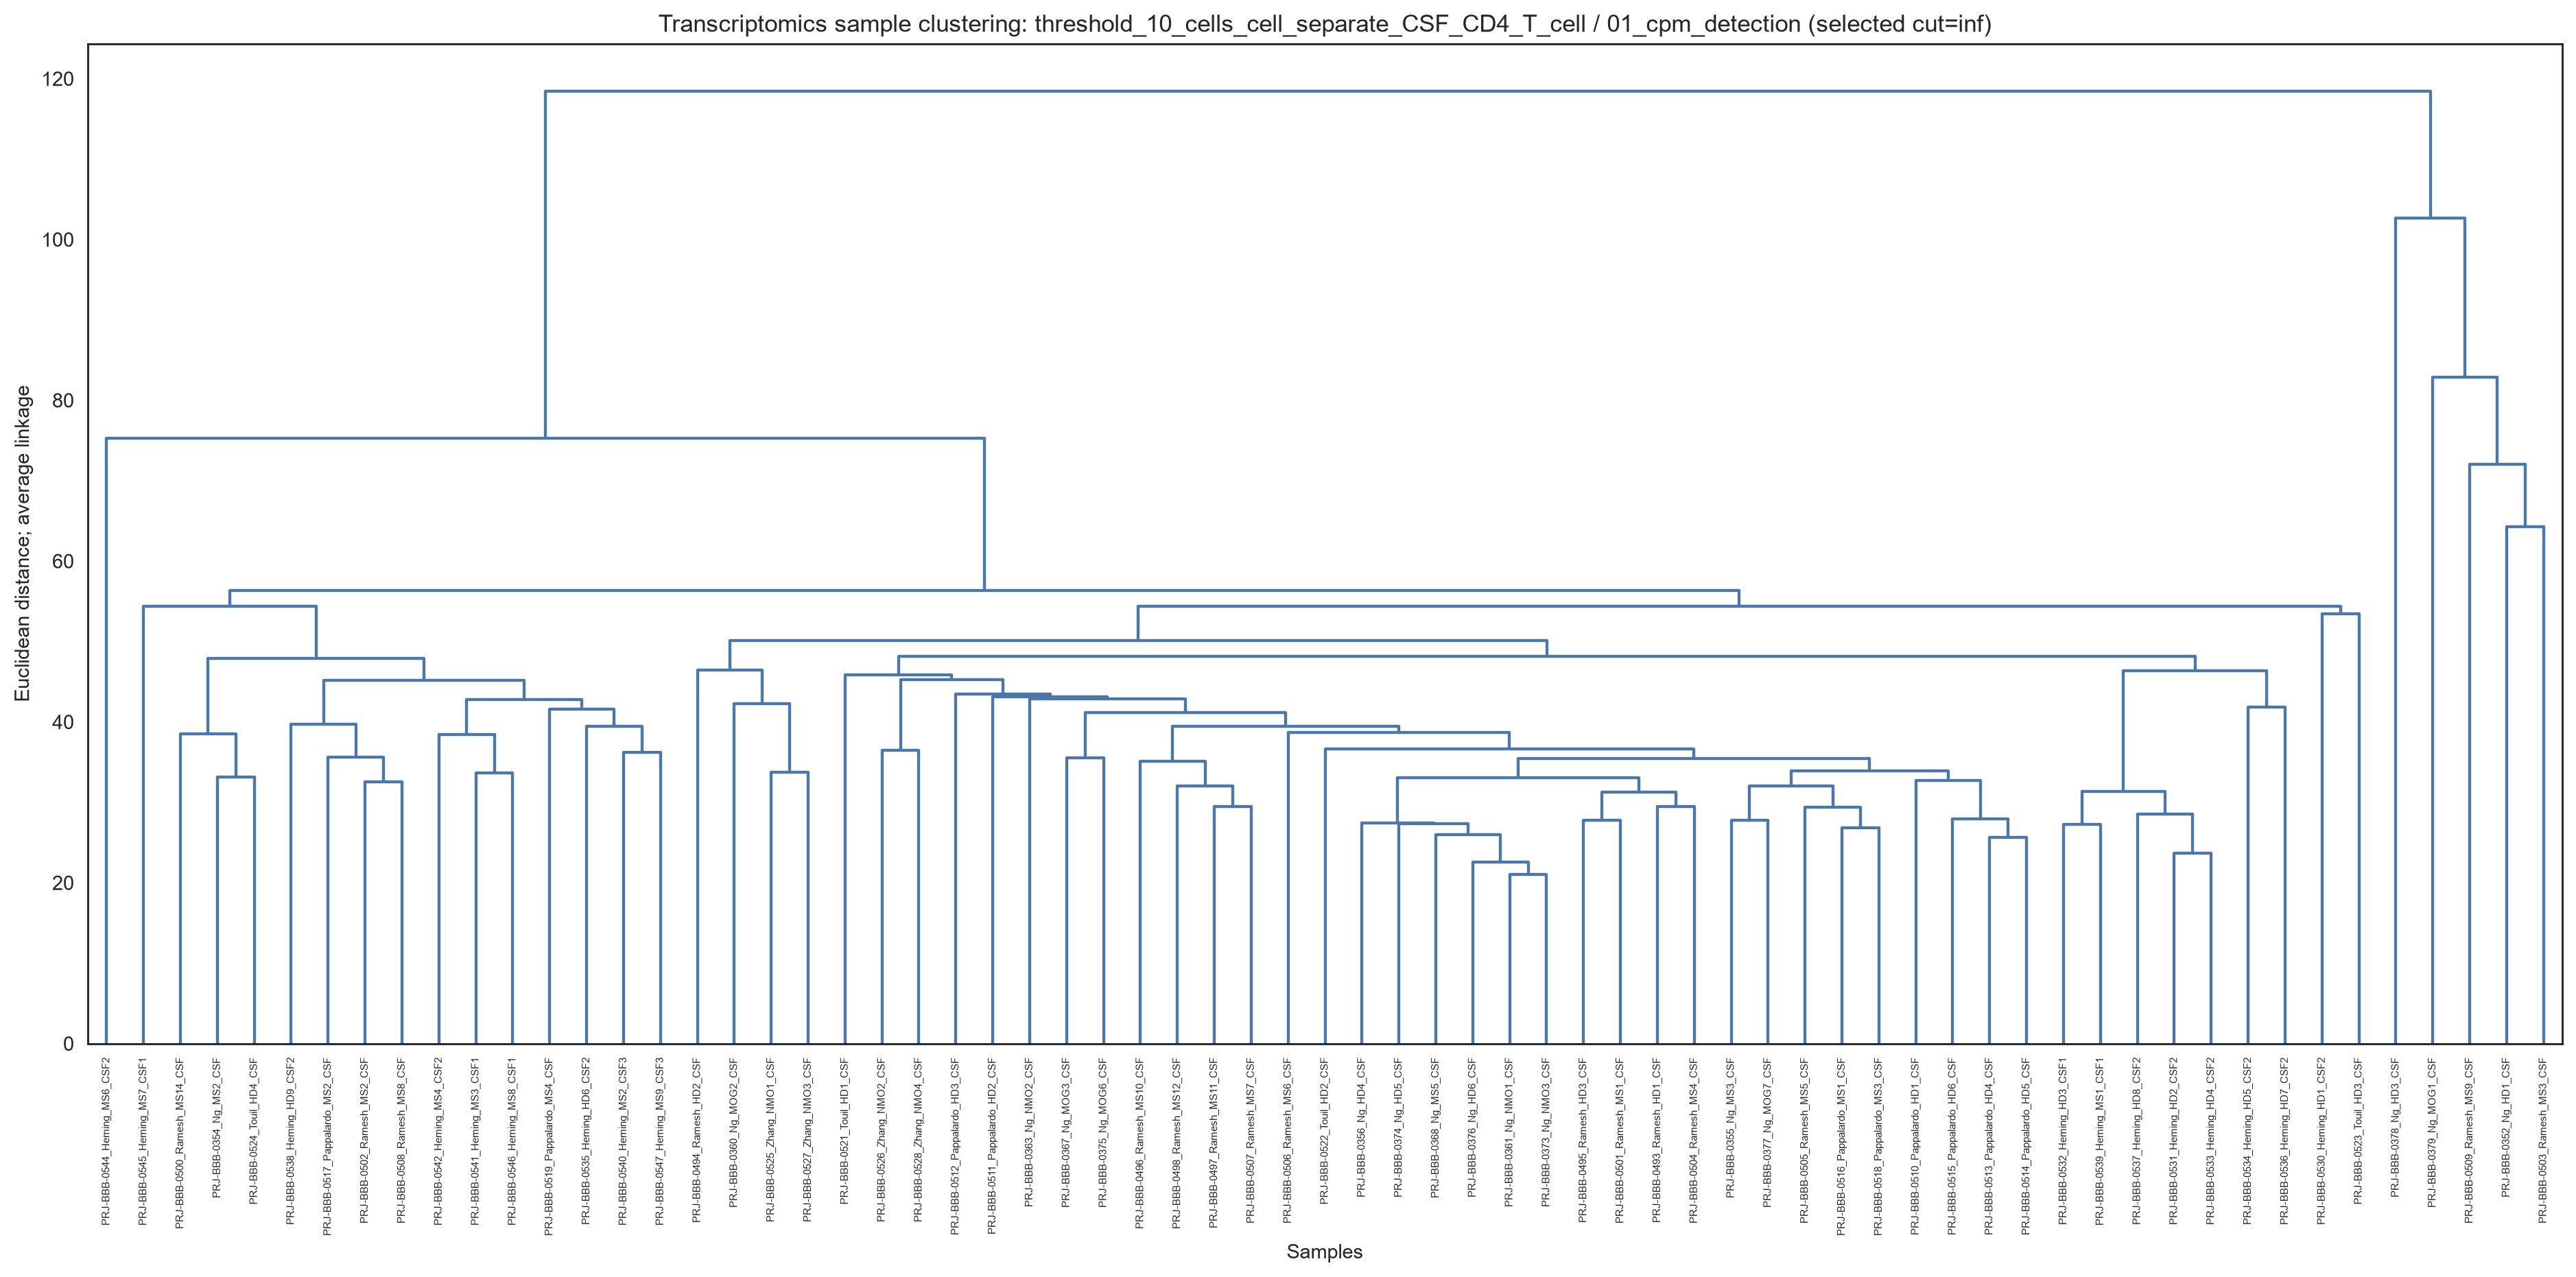 Transcriptomics sample clustering: threshold_10_cells_cell_separate_CSF_CD4_T_cell / 01_cpm_detection (selected cut=inf)
Euclidean distance; average linkage
120
100
80
60
40
20
0
PRJ-BBB-0544_Heming_MS6_CSF2
PRJ-BBB-0545_Heming_MS7_CSF1
PRJ-BBB-0500_Ramesh_MS14_CSF
PRJ-BBB-0354_Ng_MS2_CSF
PRJ-BBB-0524_Touil_HD4_CSF
PRJ-BBB-0538_Heming_HD9_CSF2
PRJ-BBB-0517_Pappalardo_MS2_CSF
PRJ-BBB-0502_Ramesh_MS2_CSF
PRJ-BBB-0508_Ramesh_MS8_CSF
PRJ-BBB-0542_Heming_MS4_CSF2
PRJ-BBB-0541_Heming_MS3_CSF1
PRJ-BBB-0546_Heming_MS8_CSF1
PRJ-BBB-0519_Pappalardo_MS4_CSF
PRJ-BBB-0535_Heming_HD6_CSF2
PRJ-BBB-0540_Heming_MS2_CSF3
PRJ-BBB-0547_Heming_MS9_CSF3
PRJ-BBB-0494_Ramesh_HD2_CSF
PRJ-BBB-0360_Ng_MOG2_CSF
PRJ-BBB-0525_Zhang_NMO1_CSF
PRJ-BBB-0527_Zhang_NMO3_CSF
PRJ-BBB-0521_Touil_HD1_CSF
PRJ-BBB-0526_Zhang_NMO2_CSF
PRJ-BBB-0528_Zhang_NMO4_CSF
PRJ-BBB-0512_Pappalardo_HD3_CSF
PRJ-BBB-0511_Pappalardo_HD2_CSF
PRJ-BBB-0363_Ng_NMO2_CSF
PRJ-BBB-0367_Ng_MOG3_CSF
PRJ-BBB-0375_Ng_MOG6_CSF
PRJ-BBB-0496_Ramesh_MS10_CSF
PRJ-BBB-0498_Ramesh_MS12_CSF
PRJ-BBB-0497_Ramesh_MS11_CSF
PRJ-BBB-0507_Ramesh_MS7_CSF
PRJ-BBB-0506_Ramesh_MS6_CSF
PRJ-BBB-0522_Touil_HD2_CSF
PRJ-BBB-0356_Ng_HD4_CSF
PRJ-BBB-0374_Ng_HD5_CSF
PRJ-BBB-0368_Ng_MS5_CSF
PRJ-BBB-0376_Ng_HD6_CSF
PRJ-BBB-0361_Ng_NMO1_CSF
PRJ-BBB-0373_Ng_NMO3_CSF
PRJ-BBB-0495_Ramesh_HD3_CSF
PRJ-BBB-0501_Ramesh_MS1_CSF
PRJ-BBB-0493_Ramesh_HD1_CSF
PRJ-BBB-0504_Ramesh_MS4_CSF
PRJ-BBB-0355_Ng_MS3_CSF
PRJ-BBB-0377_Ng_MOG7_CSF
PRJ-BBB-0505_Ramesh_MS5_CSF
PRJ-BBB-0516_Pappalardo_MS1_CSF
PRJ-BBB-0518_Pappalardo_MS3_CSF
PRJ-BBB-0510_Pappalardo_HD1_CSF
PRJ-BBB-0515_Pappalardo_HD6_CSF
PRJ-BBB-0513_Pappalardo_HD4_CSF
PRJ-BBB-0514_Pappalardo_HD5_CSF
PRJ-BBB-0532_Heming_HD3_CSF1
PRJ-BBB-0539_Heming_MS1_CSF1
PRJ-BBB-0537_Heming_HD8_CSF2
PRJ-BBB-0531_Heming_HD2_CSF2
PRJ-BBB-0533_Heming_HD4_CSF2
PRJ-BBB-0534_Heming_HD5_CSF2
PRJ-BBB-0536_Heming_HD7_CSF2
PRJ-BBB-0530_Heming_HD1_CSF2
PRJ-BBB-0523_Touil_HD3_CSF
PRJ-BBB-0378_Ng_HD3_CSF
PRJ-BBB-0379_Ng_MOG1_CSF
PRJ-BBB-0509_Ramesh_MS9_CSF
PRJ-BBB-0352_Ng_HD1_CSF
PRJ-BBB-0503_Ramesh_MS3_CSF
Samples